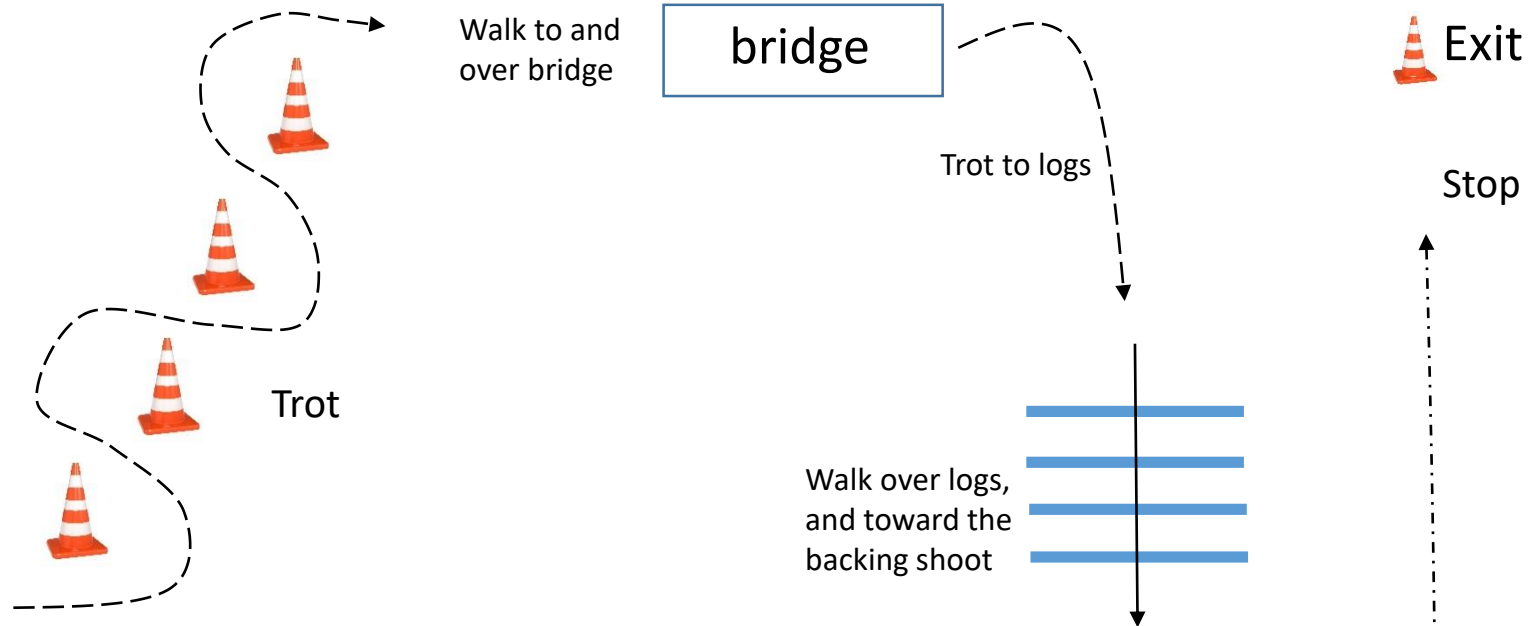 Walk to and
over bridge
bridge
Exit
Trot to logs
Stop
Trot
Walk over logs,
and toward the
backing shoot